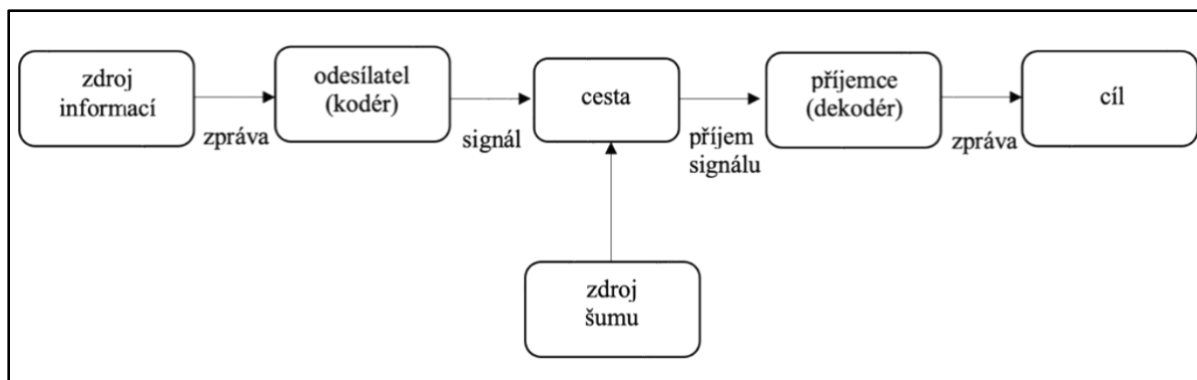 zdroj
informací
zpráva
odesílatel
(kodér)
signál
cesta
příjem
signálu
příjemce
(dekodér)
zpráva
cíl
zdroj
šumu